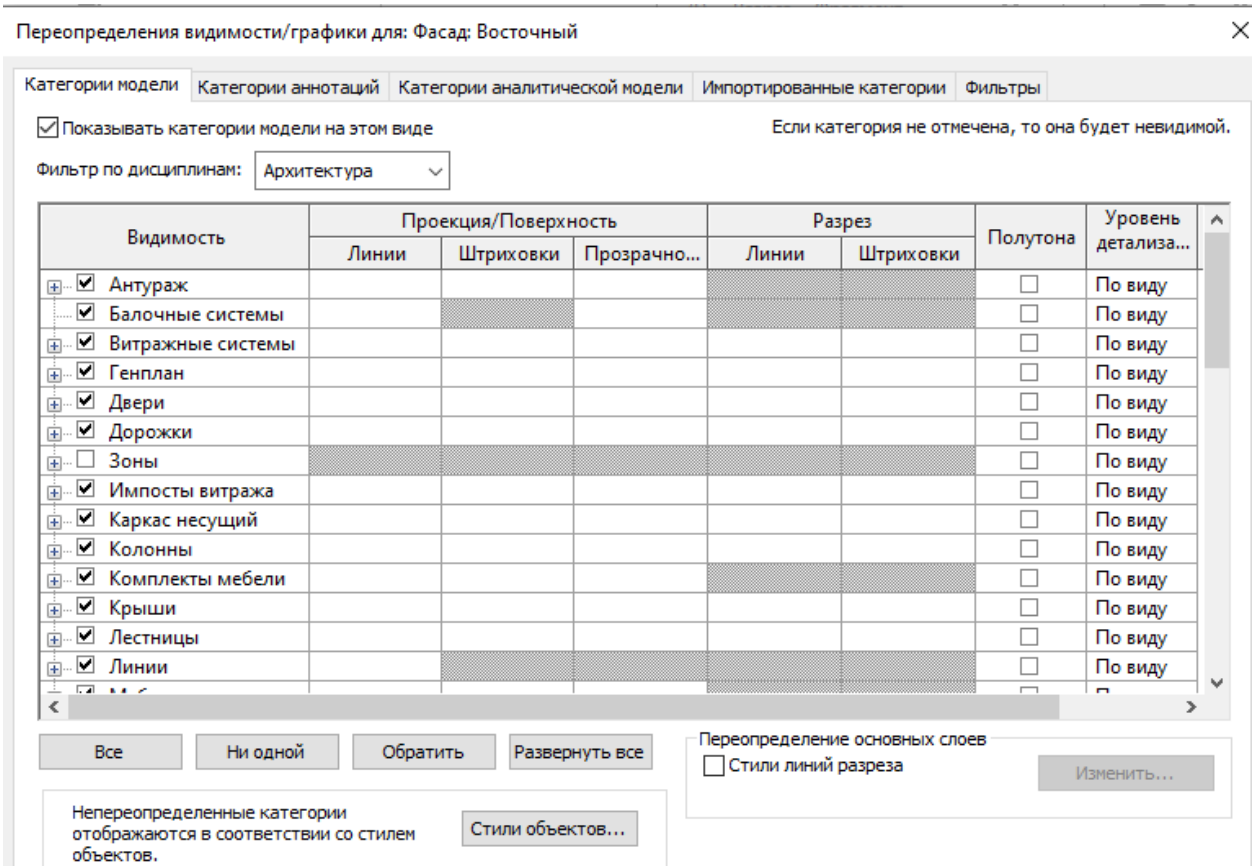 Переопределения видимости/графики для: Фасад: Восточный
Категории модели Категории аннотаций Категории аналитической модели Импортированные категории Фильтры
Показывать категории модели на этом виде Если категория не отмечена, то она будет невидимой.
Фильтр по дисциплинам: Архитектура
Видимость Проекция/Поверхность Разрез Полутона Уровень детализа...
Линии Штриховки Прозрачно... Линии Штриховки
Антураж По виду
Балочные системы По виду
Витражные системы По виду
Генплан По виду
Двери По виду
Дорожки По виду
Зоны По виду
Импосты витража По виду
Каркас несущий По виду
Колонны По виду
Комплекты мебели По виду
Крыши По виду
Лестницы По виду
Линии По виду
Все Ни одной Обратить Развернуть все
Переопределение основных слоев
Стили линий разреза
Изменить...
Непереопределенные категории
отображаются в соответствии со стилем
объектов.
Стили объектов...